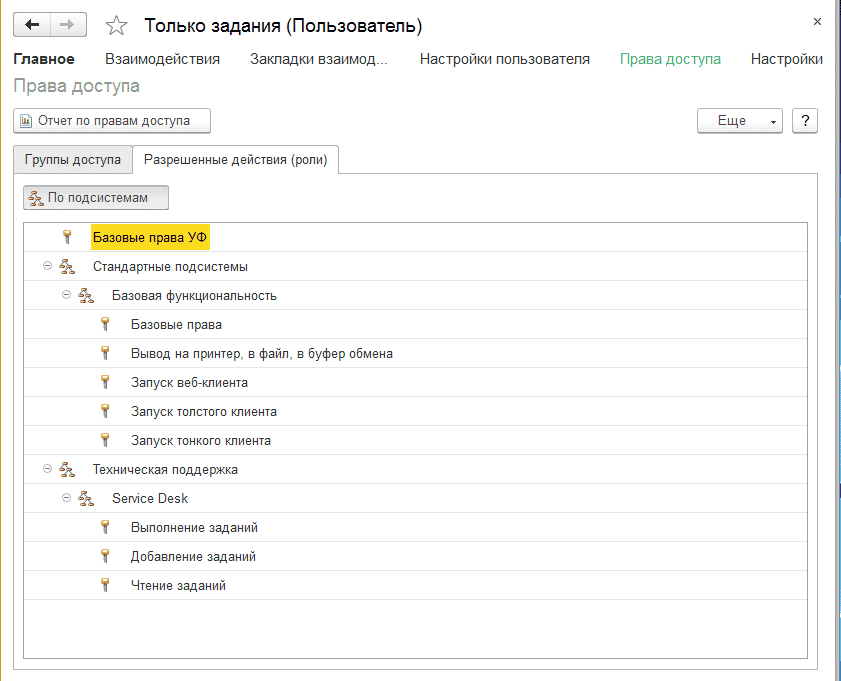 Только задания (Пользователь)
Главное Взаимодействия Закладки взаимод... Настройки пользователя Права доступа Настройки
Права доступа
Отчет по правам доступа Еще ?
Группы доступа Разрешенные действия (роли)
По подсистемам
Базовые права УФ
Стандартные подсистемы
Базовая функциональность
Базовые права
Вывод на принтер, в файл, в буфер обмена
Запуск веб-клиента
Запуск толстого клиента
Запуск тонкого клиента
Техническая поддержка
Service Desk
Выполнение заданий
Добавление заданий
Чтение заданий